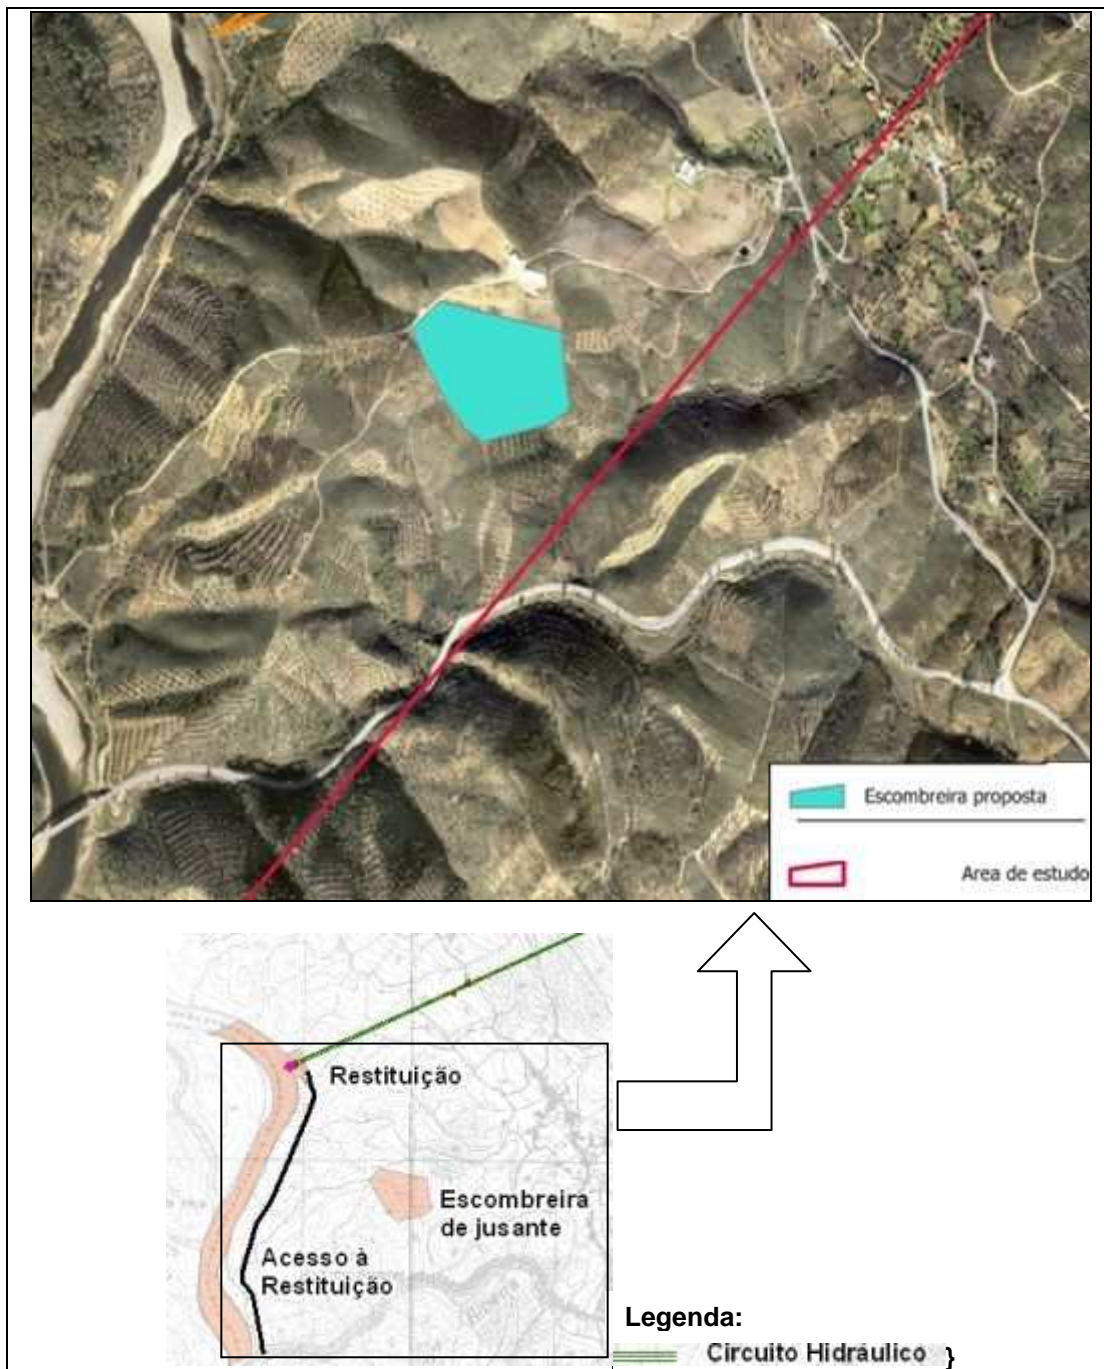 Escombreira proposta
Area de estudo
Restituição
Escombreira
de jusante
Acesso à
Restituição
Legenda:
Circuito Hidráulico }